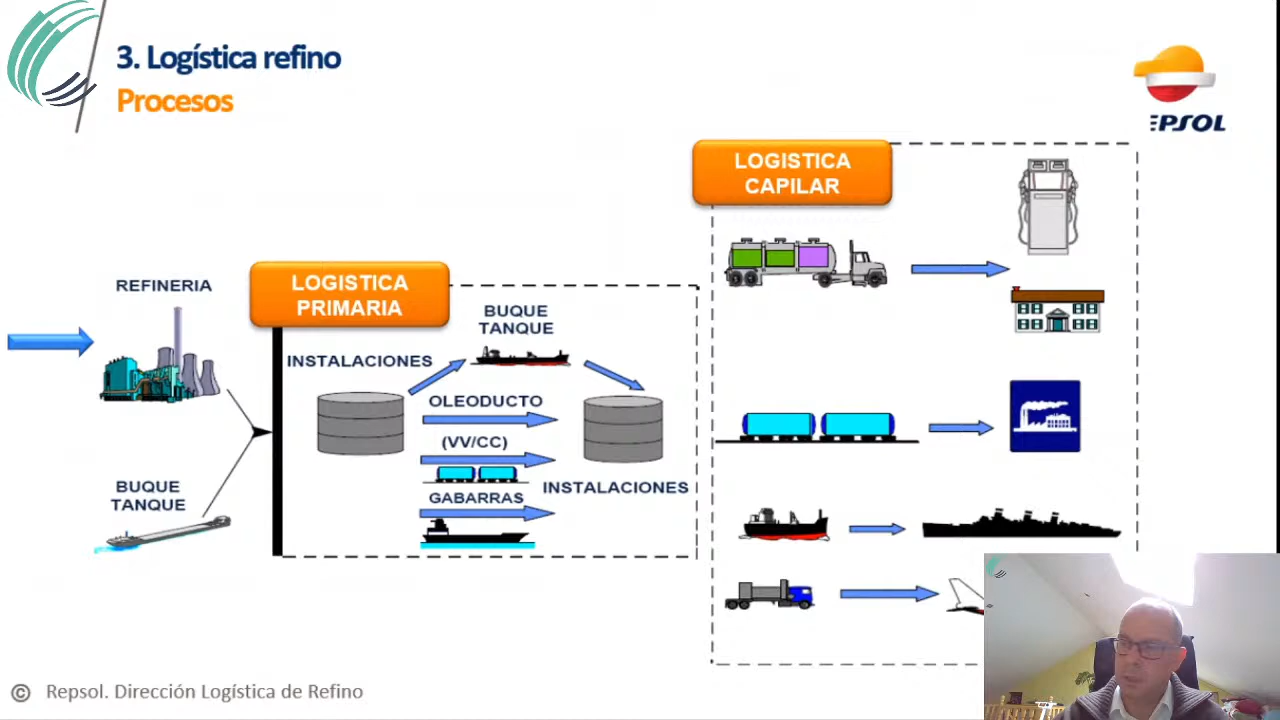 3. Logística refino
Procesos
EPSOL
LOGISTICA
CAPILAR
REFINERIA
LOGISTICA
PRIMARIA
BUQUE
TANQUE
INSTALACIONES
OLEODUCTO
(VV/CC)
GABARRAS
INSTALACIONES
BUQUE
TANQUE
© Repsol. Dirección Logística de Refino